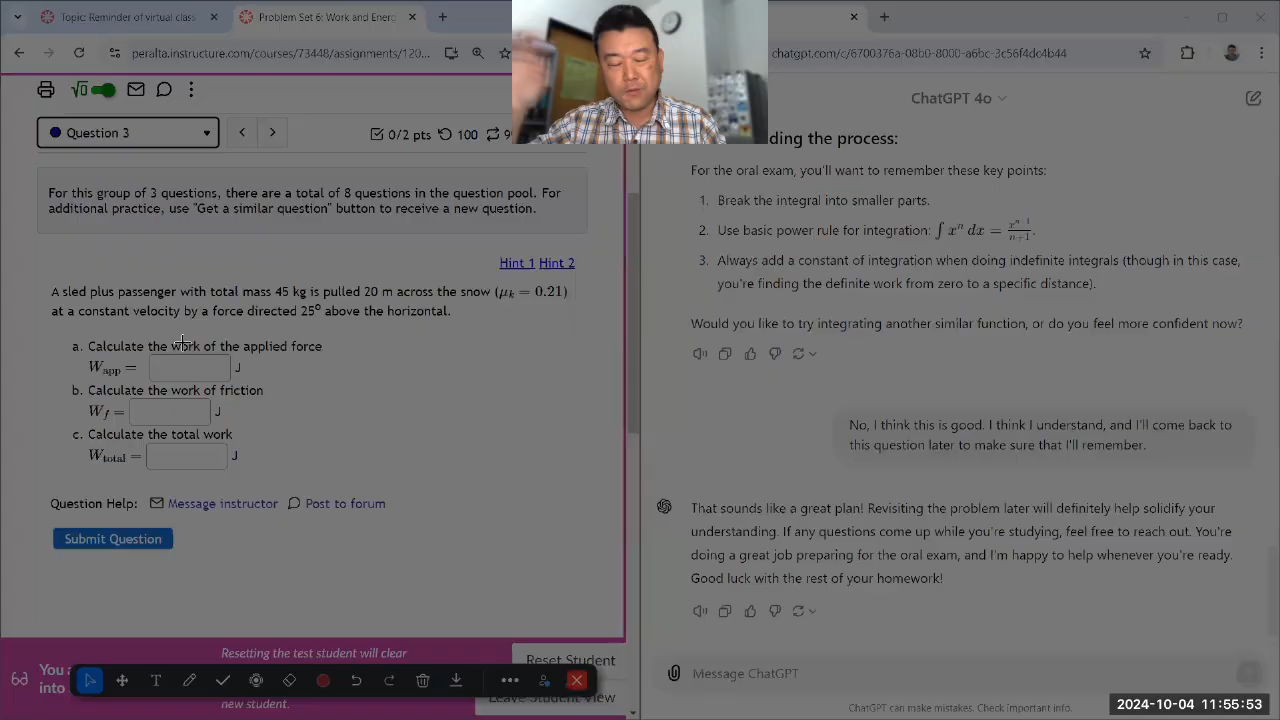 Topic: Reminder of virtual class
Problem Set 6: Work and Energ
peralta.instructure.com/courses/73448/assignments/120...
chatgpt.com/c/6700376a-08b0-8000-a6bc-3c56f4dc4b44
Question 3
0/2 pts
100
ChatGPT 4o
For this group of 3 questions, there are a total of 8 questions in the question pool. For
additional practice, use "Get a similar question" button to receive a new question.
Hint 1 Hint 2
A sled plus passenger with total mass 45 kg is pulled 20 m across the snow (μk = 0.21)
at a constant velocity by a force directed 25° above the horizontal.
a. Calculate the work of the applied force
Wapp = J
b. Calculate the work of friction
Wf = J
c. Calculate the total work
Wtotal = J
Question Help: Message instructor Post to forum
Submit Question
Resetting the test student will clear
Reset Student
You a
into
new student.
Leave Student View
the process:
For the oral exam, you'll want to remember these key points:
1. Break the integral into smaller parts.
2. Use basic power rule for integration: ∫ xⁿ dx = xⁿ⁺¹/n+1.
3. Always add a constant of integration when doing indefinite integrals (though in this case,
you're finding the definite work from zero to a specific distance).
Would you like to try integrating another similar function, or do you feel more confident now?
No, I think this is good. I think I understand, and I'll come back to
this question later to make sure that I'll remember.
That sounds like a great plan! Revisiting the problem later will definitely help solidify your
understanding. If any questions come up while you're studying, feel free to reach out. You're
doing a great job preparing for the oral exam, and I'm happy to help whenever you're ready.
Good luck with the rest of your homework!
Message ChatGPT
ChatGPT can make mistakes. Check important info.
2024-10-04 11:55:53